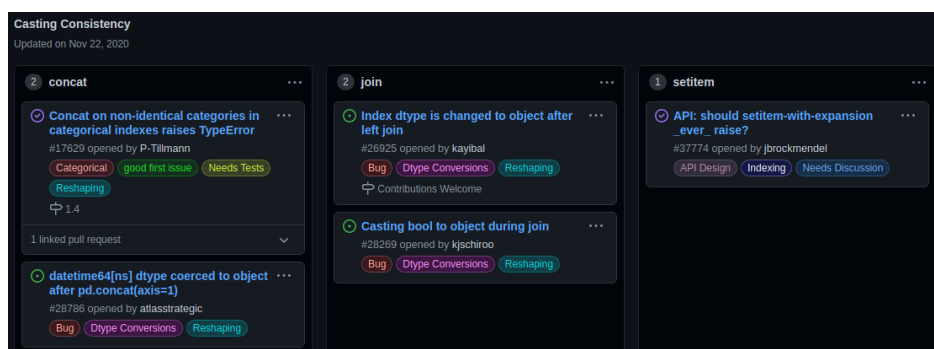 Casting Consistency
Updated on Nov 22, 2020
2 concat ...
Concat on non-identical categories in ...
categorical indexes raises TypeError
#17629 opened by P-Tillmann
Categorical good first issue Needs Tests
Reshaping
1.4
1 linked pull request
datetime64[ns] dtype coerced to object ...
after pd.concat(axis=1)
#28786 opened by atlasstrategic
Bug Dtype Conversions Reshaping
2 join ...
Index dtype is changed to object after ...
left join
#26925 opened by kayibal
Bug Dtype Conversions Reshaping
Contributions Welcome
Casting bool to object during join ...
#28269 opened by kjschiroo
Bug Dtype Conversions Reshaping
1 setitem ...
API: should setitem-with-expansion ...
_ever_ raise?
#37774 opened by jbrockmendel
API Design Indexing Needs Discussion